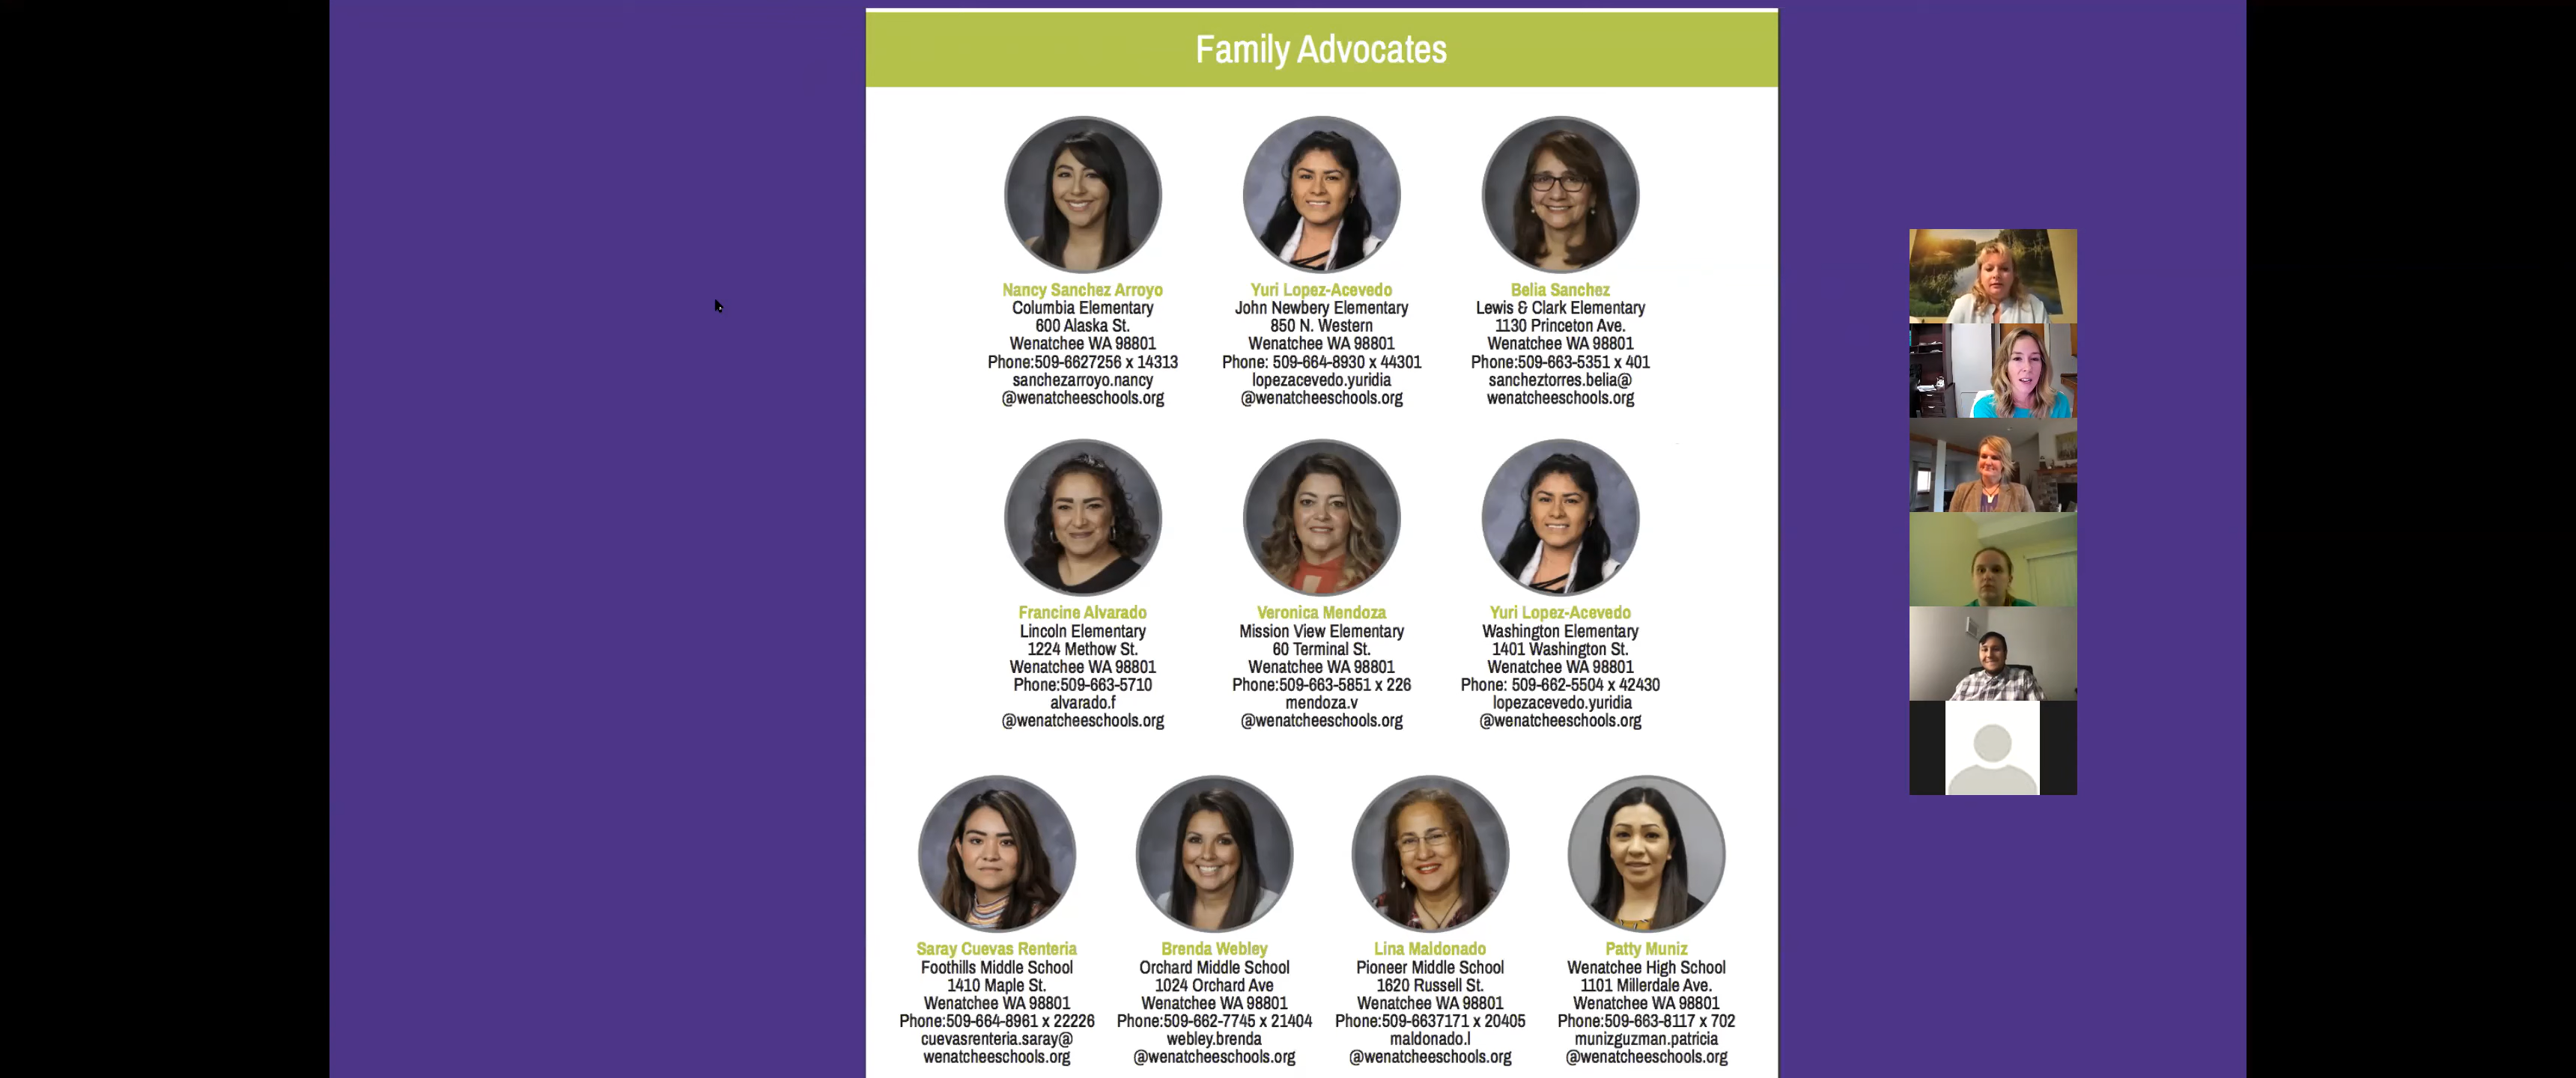 Family Advocates
Nancy Sanchez Arroyo
Columbia Elementary
600 Alaska St.
Wenatchee WA 98801
Phone:509-6627256 x 14313
sanchezarroyo.nancy
@wenatcheeschools.org
Yuri Lopez-Acevedo
John Newbery Elementary
850 N. Western
Wenatchee WA 98801
Phone: 509-664-8930 x 44301
lopezacevedo.yuridia
@wenatcheeschools.org
Belia Sanchez
Lewis & Clark Elementary
1130 Princeton Ave.
Wenatchee WA 98801
Phone:509-663-5351 x 401
sancheztorres.belia@
wenatcheeschools.org
Francine Alvarado
Lincoln Elementary
1224 Methow St.
Wenatchee WA 98801
Phone:509-663-5710
alvarado.f
@wenatcheeschools.org
Veronica Mendoza
Mission View Elementary
60 Terminal St.
Wenatchee WA 98801
Phone:509-663-5851 x 226
mendoza.v
@wenatcheeschools.org
Yuri Lopez-Acevedo
Washington Elementary
1401 Washington St.
Wenatchee WA 98801
Phone: 509-662-5504 x 42430
lopezacevedo.yuridia
@wenatcheeschools.org
Saray Cuevas Renteria
Foothills Middle School
1410 Maple St.
Wenatchee WA 98801
Phone:509-664-8961 x 22226
cuevasrenteria.saray@
wenatcheeschools.org
Brenda Webley
Orchard Middle School
1024 Orchard Ave
Wenatchee WA 98801
Phone:509-662-7745 x 21404
webley.brenda
@wenatcheeschools.org
Lina Maldonado
Pioneer Middle School
1620 Russell St.
Wenatchee WA 98801
Phone:509-6637171 x 20405
maldonado.l
@wenatcheeschools.org
Patty Muniz
Wenatchee High School
1101 Millerdale Ave.
Wenatchee WA 98801
Phone:509-663-8117 x 702
munizguzman.patricia
@wenatcheeschools.org